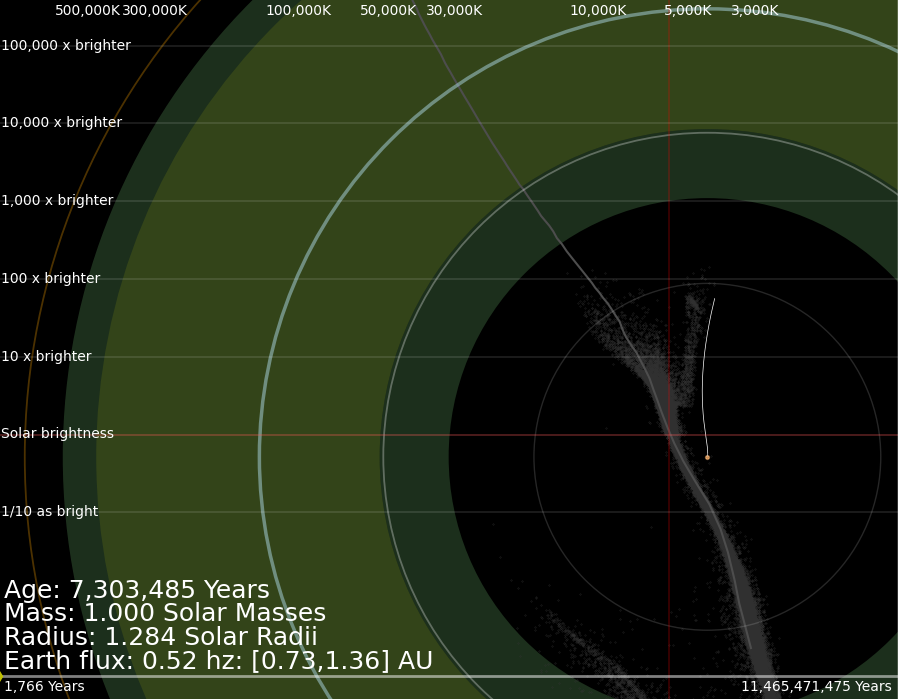 500,000K 300,000K 100,000K 50,000K 30,000K 10,000K 5,000K 3,000K
100,000 x brighter
10,000 x brighter
1,000 x brighter
100 x brighter
10 x brighter
Solar brightness
1/10 as bright
Age: 7,303,485 Years
Mass: 1.000 Solar Masses
Radius: 1.284 Solar Radii
Earth flux: 0.52 hz: [0.73,1.36] AU
1,766 Years 11,465,471,475 Years